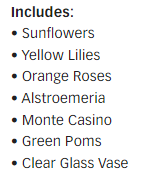 Includes:
• Sunflowers
• Yellow Lilies
• Orange Roses
• Alstroemeria
• Monte Casino
• Green Poms
• Clear Glass Vase